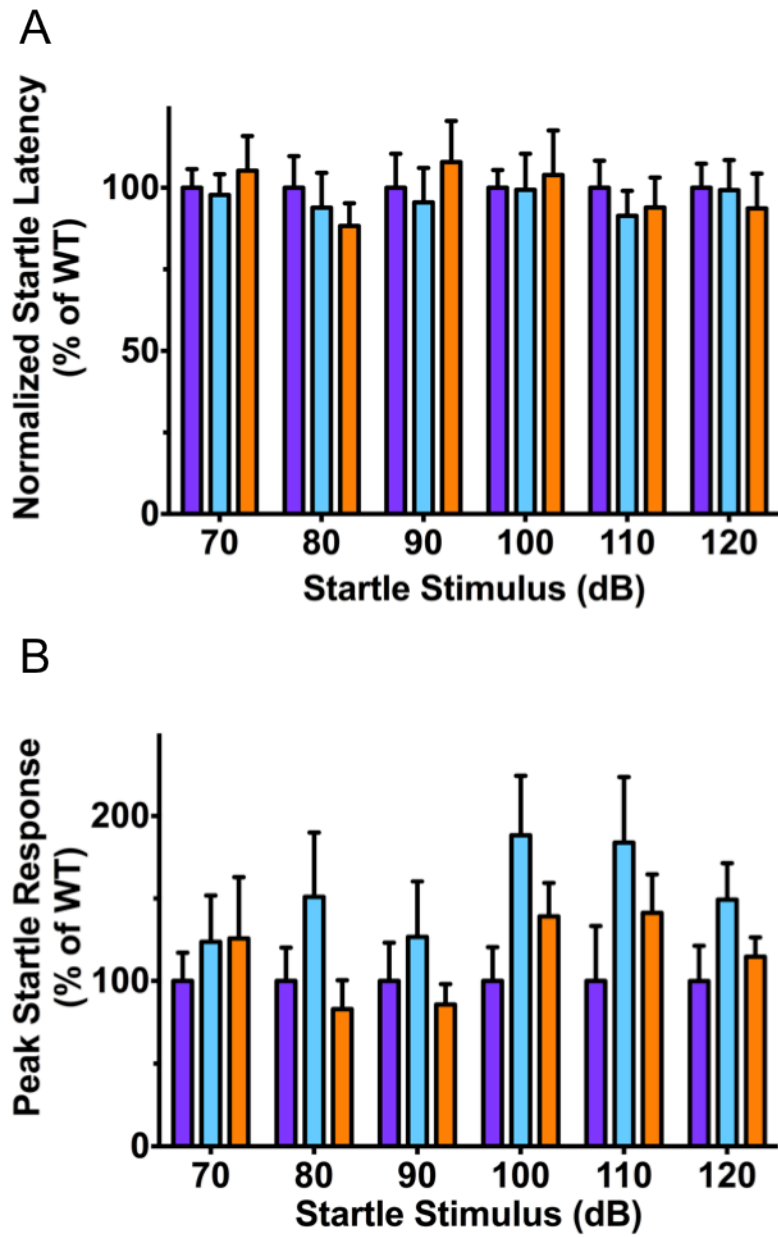 A
Normalized Startle Latency
(% of WT)
100
50
0
70 80 90 100 110 120
Startle Stimulus (dB)
B
Peak Startle Response
(% of WT)
200
100
0
70 80 90 100 110 120
Startle Stimulus (dB)